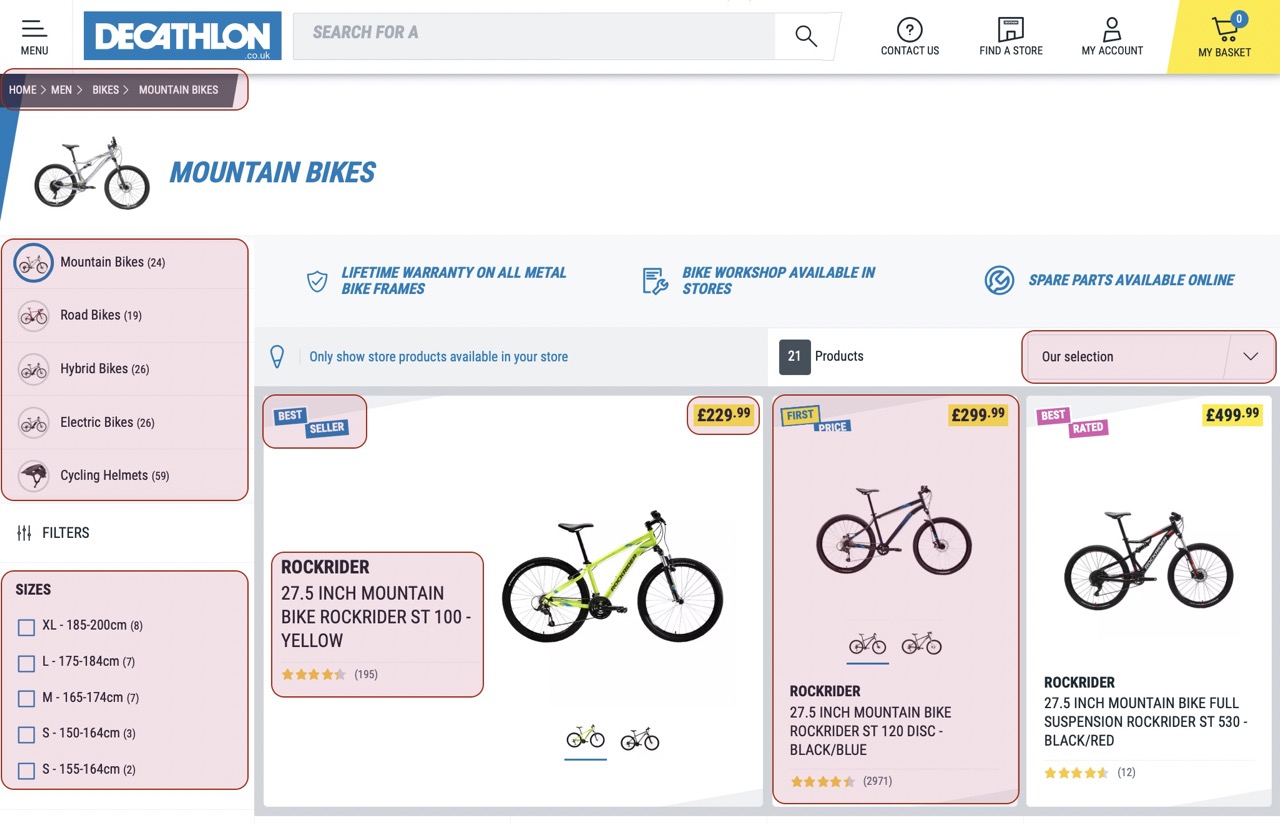 MENU
DECATHLON
.co.uk
SEARCH FOR A
CONTACT US
FIND A STORE
MY ACCOUNT
0
MY BASKET
HOME > MEN > BIKES > MOUNTAIN BIKES
MOUNTAIN BIKES
Mountain Bikes (24)
Road Bikes (19)
Hybrid Bikes (26)
Electric Bikes (26)
Cycling Helmets (59)
FILTERS
SIZES
XL - 185-200cm (8)
L - 175-184cm (7)
M - 165-174cm (7)
S - 150-164cm (3)
S - 155-164cm (2)
LIFETIME WARRANTY ON ALL METAL
BIKE FRAMES
BIKE WORKSHOP AVAILABLE IN
STORES
SPARE PARTS AVAILABLE ONLINE
Only show store products available in your store
21 Products
Our selection
BEST
SELLER
£229.99
ROCKRIDER
27.5 INCH MOUNTAIN
BIKE ROCKRIDER ST 100 -
YELLOW
(195)
ROCKRIDER
FIRST
PRICE
£299.99
ROCKRIDER
27.5 INCH MOUNTAIN BIKE
ROCKRIDER ST 120 DISC -
BLACK/BLUE
(2971)
BEST
RATED
£499.99
ROCKRIDER
27.5 INCH MOUNTAIN BIKE FULL
SUSPENSION ROCKRIDER ST 530 -
BLACK/RED
(12)